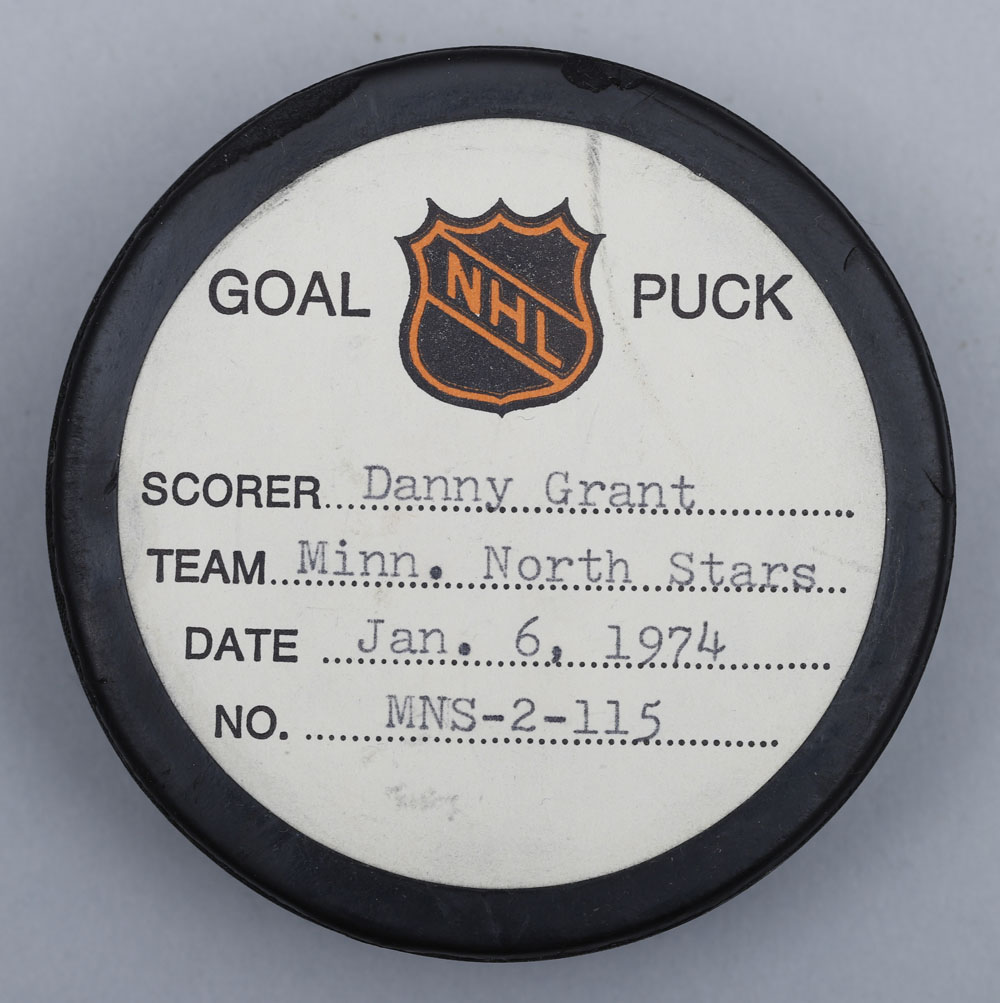 GOAL NHL PUCK
SCORER Danny Grant
TEAM Minn. North Stars
DATE Jan. 6, 1974
NO. MNS-2-115